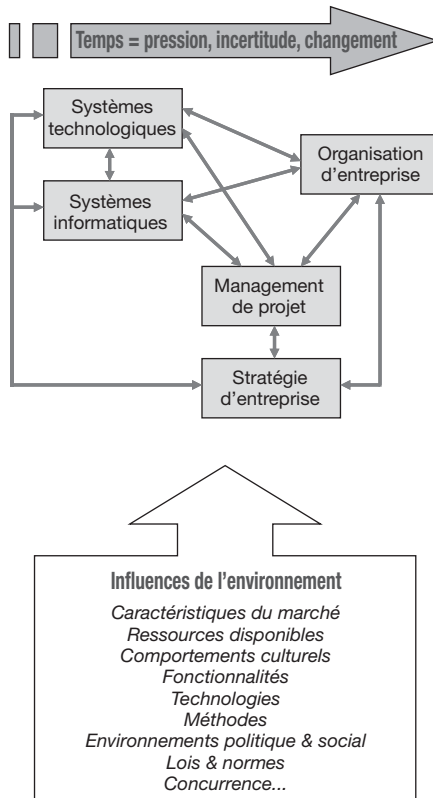 Temps = pression, incertitude, changement
Systèmes
technologiques
Organisation
d'entreprise
Systèmes
informatiques
Management
de projet
Stratégie
d'entreprise
Influences de l'environnement
Caractéristiques du marché
Ressources disponibles
Comportements culturels
Fonctionnalités
Technologies
Méthodes
Environnements politique & social
Lois & normes
Concurrence...